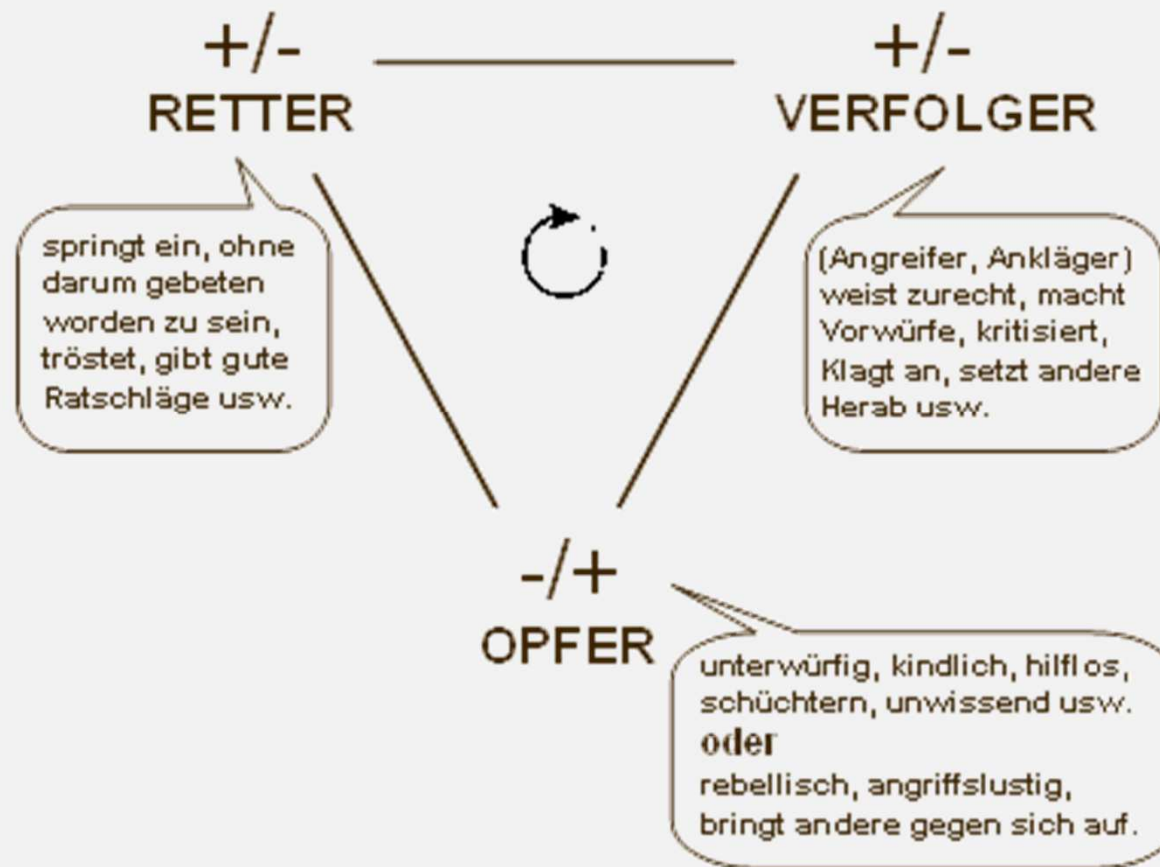 +/-
RETTER
+/-
VERFOLGER
springt ein, ohne
darum gebeten
worden zu sein,
tröstet, gibt gute
Ratschläge usw.
(Angreifer, Ankläger)
weist zurecht, macht
Vorwürfe, kritisiert,
Klagt an, setzt andere
Herab usw.
-/+
OPFER
unterwürfig, kindlich, hilflos,
schüchtern, unwissend usw.
oder
rebellisch, angriffslustig,
bringt andere gegen sich auf.